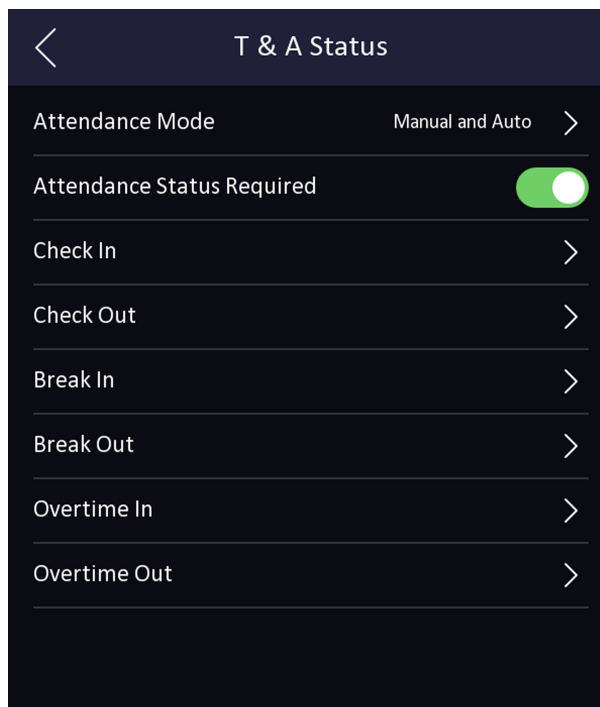 T & A Status
Attendance Mode Manual and Auto
Attendance Status Required
Check In
Check Out
Break In
Break Out
Overtime In
Overtime Out